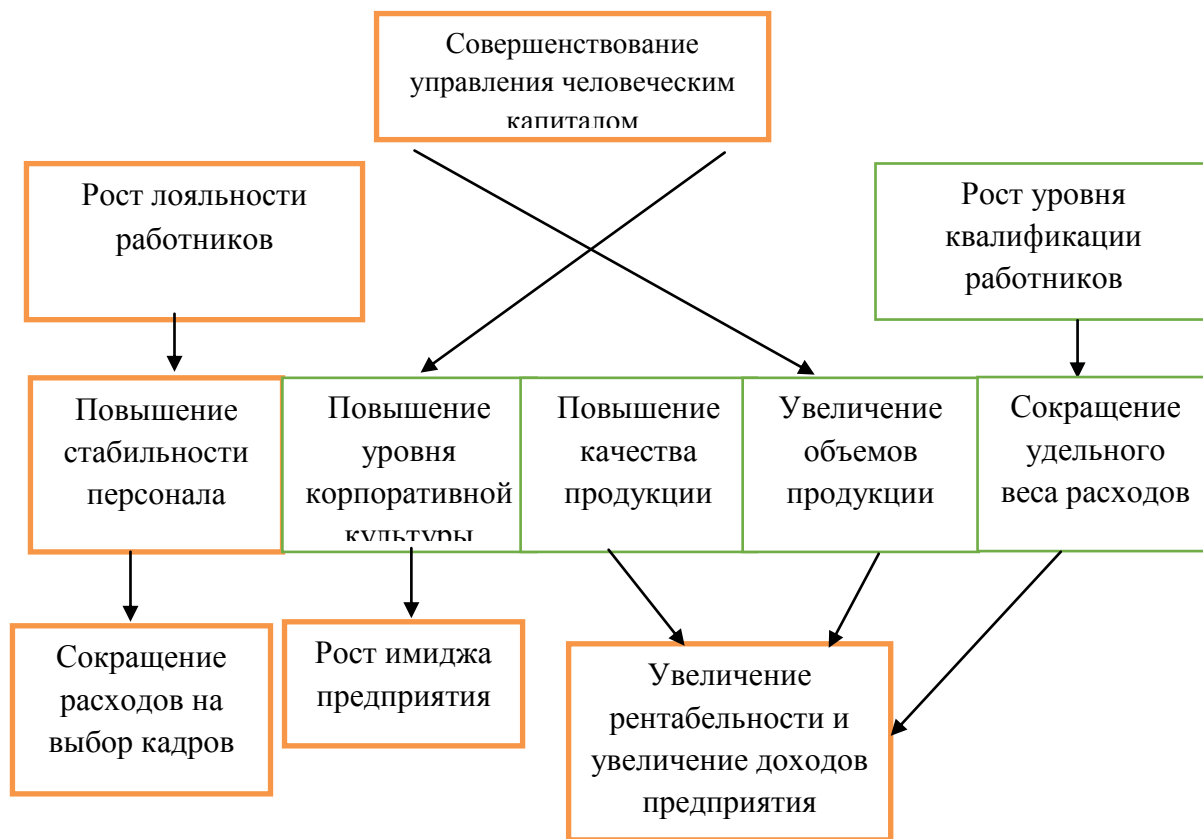 Совершенствование
управления человеческим
капиталом
Рост лояльности
работников
Рост уровня
квалификации
работников
Повышение
стабильности
персонала
Повышение
уровня
корпоративной
культуры
Повышение
качества
продукции
Увеличение
объемов
продукции
Сокращение
удельного
веса расходов
Сокращение
расходов на
выбор кадров
Рост имиджа
предприятия
Увеличение
рентабельности и
увеличение доходов
предприятия